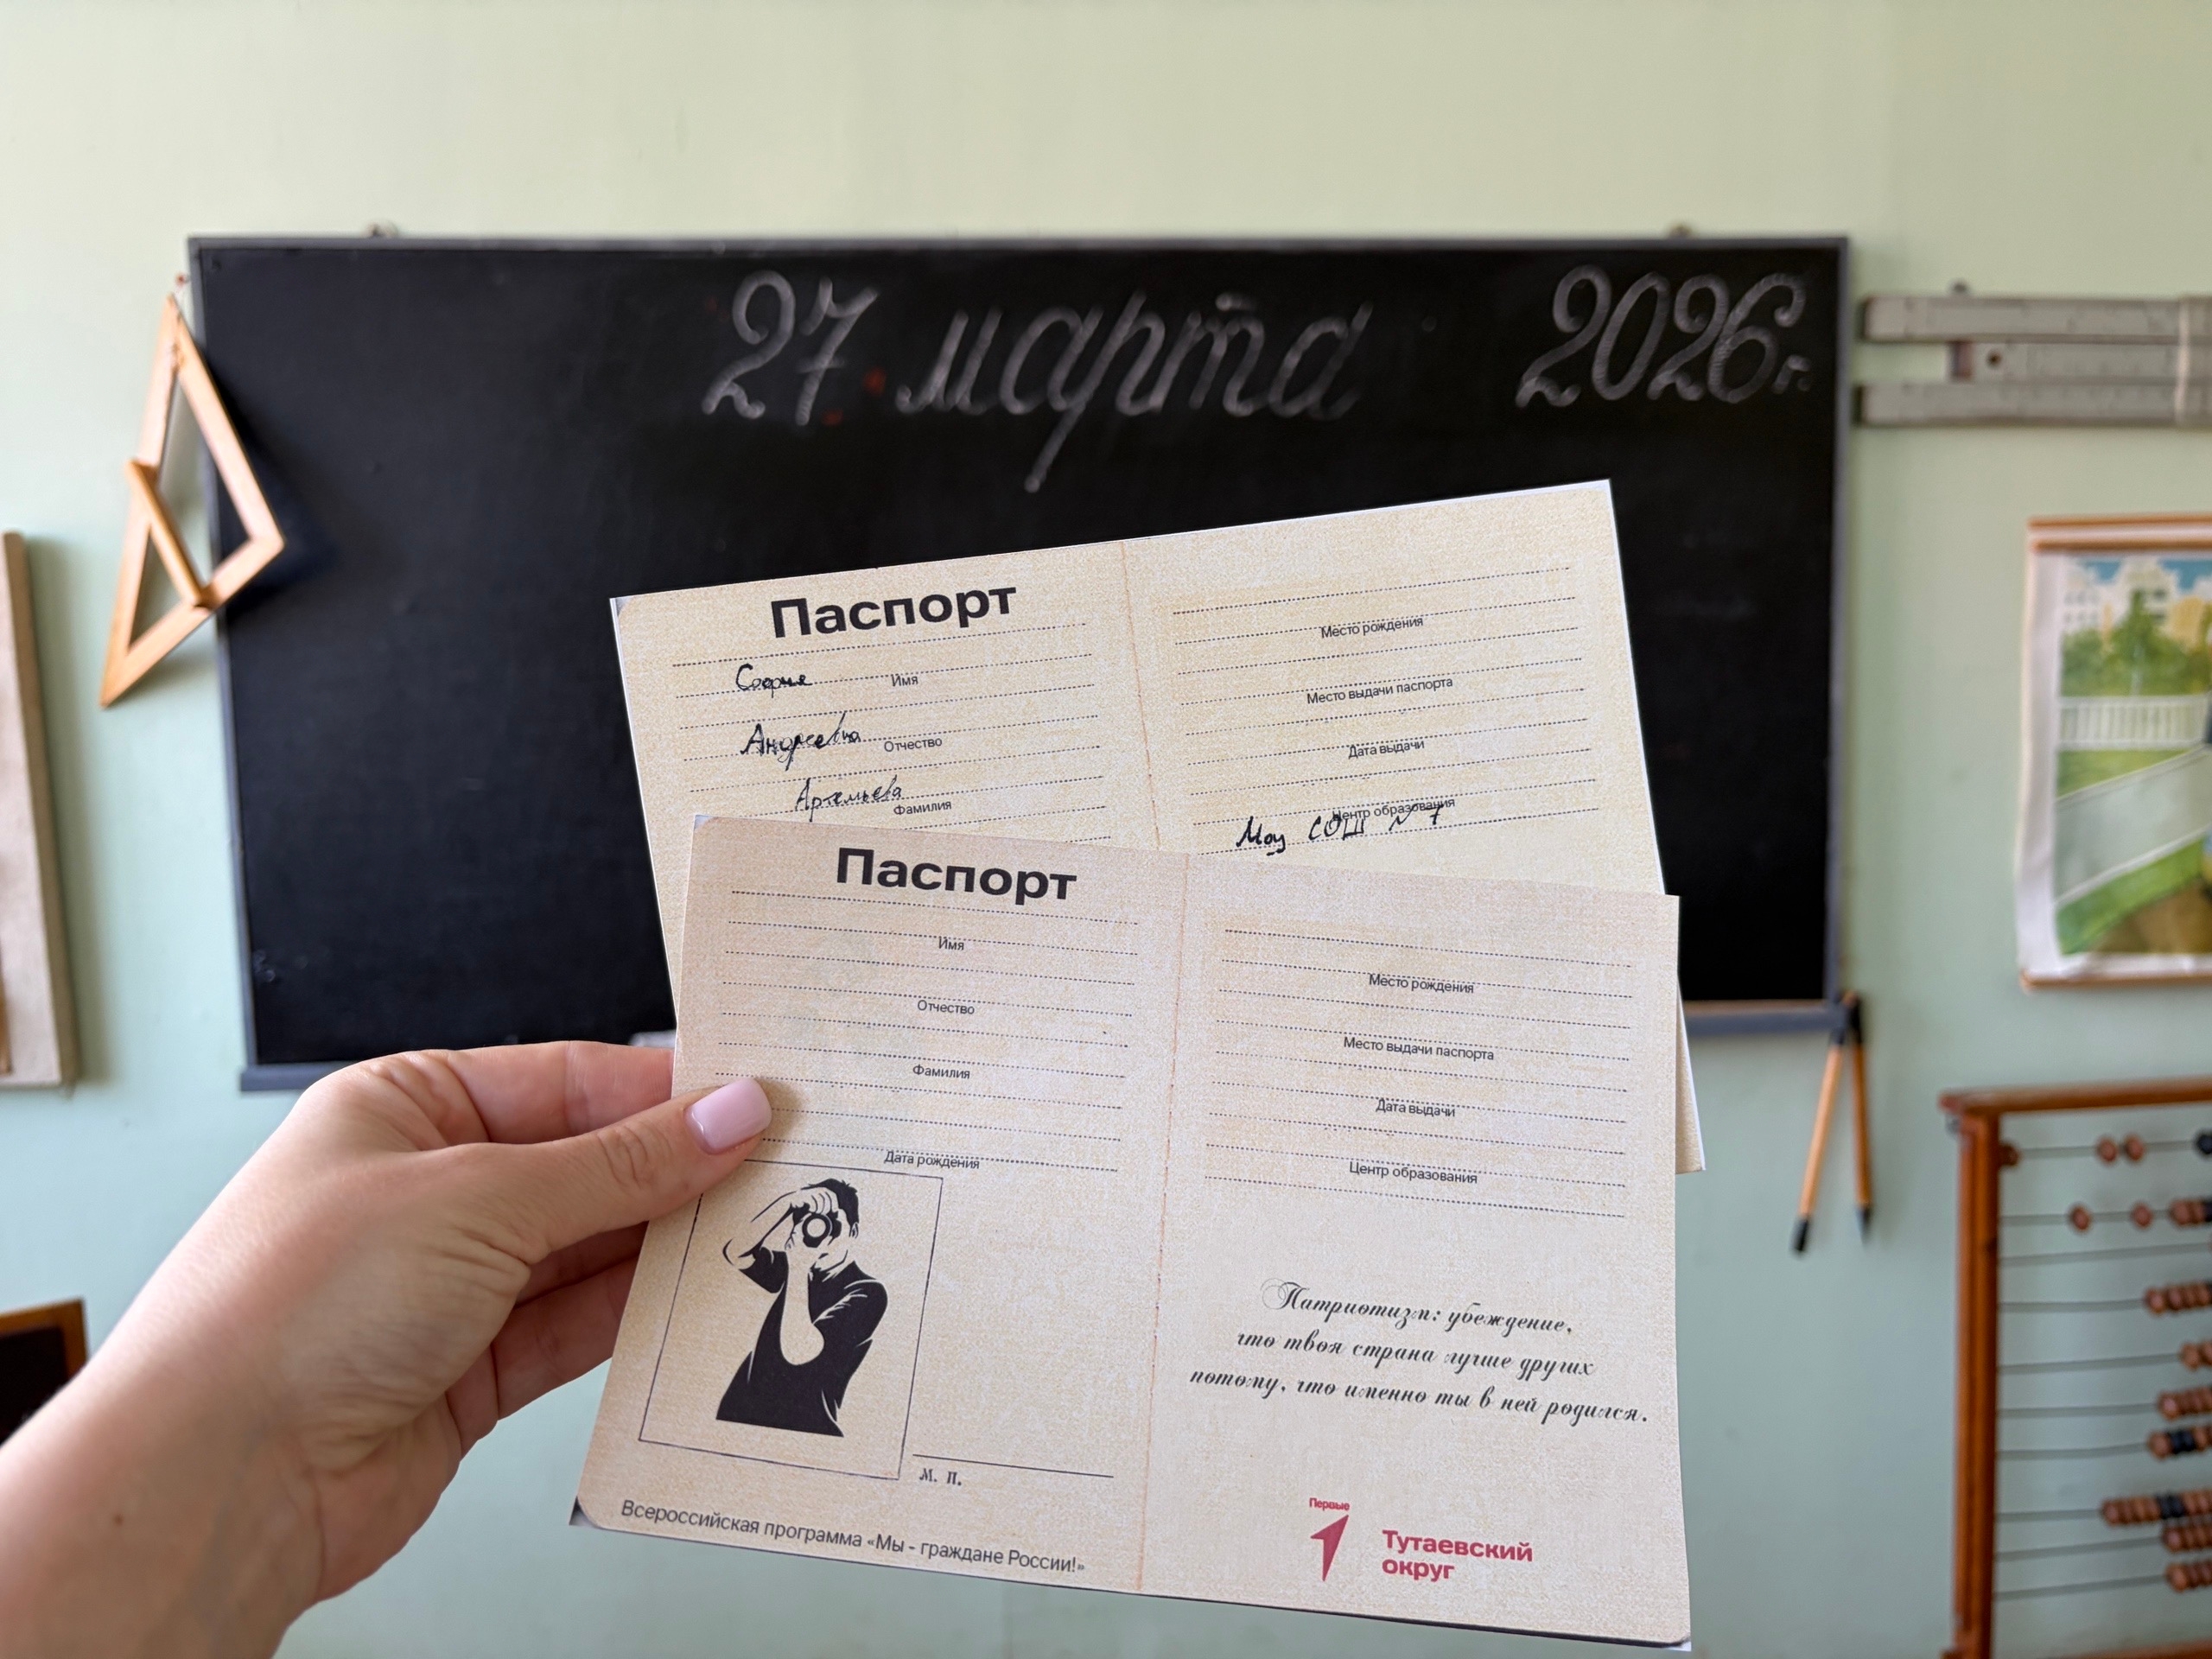 27 марта 2026г.
Паспорт
София
Имя
Андреевна
Отчество
Артемьева
Фамилия
Место рождения
Место выдачи паспорта
Дата выдачи
Центр образования
Моу СОШ №7
Паспорт
Имя
Отчество
Фамилия
Дата рождения
М. П.
Всероссийская программа «Мы - граждане России!»
Место рождения
Место выдачи паспорта
Дата выдачи
Центр образования
Патриотизм: убеждение,
что твоя страна лучше других
потому, что именно ты в ней родился.
Первые
Тутаевский
округ